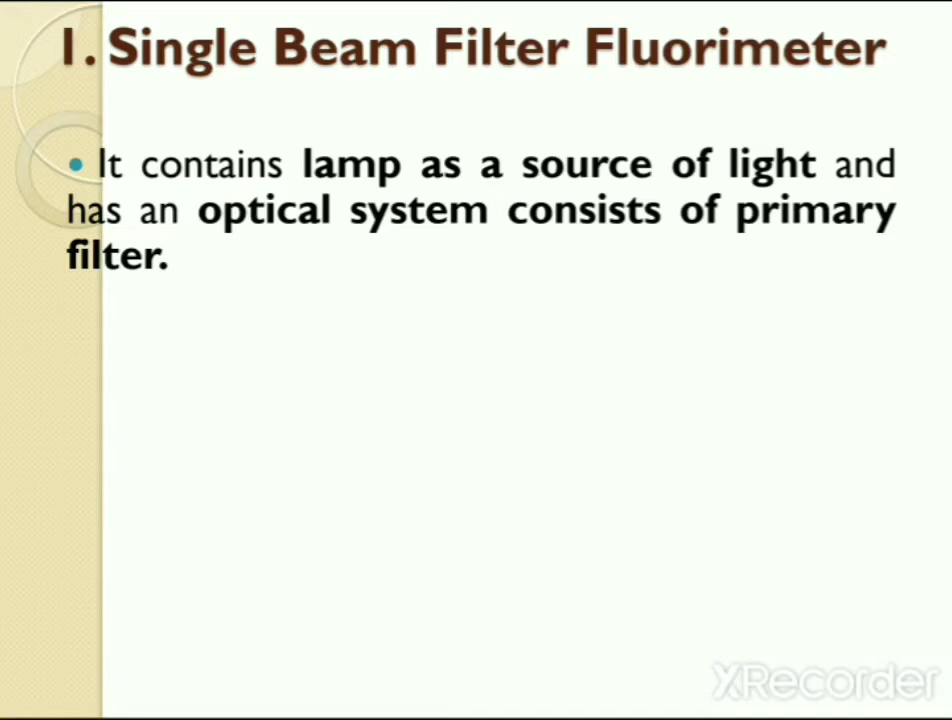 1. Single Beam Filter Fluorimeter
• It contains lamp as a source of light and
has an optical system consists of primary
filter.
XRecorder